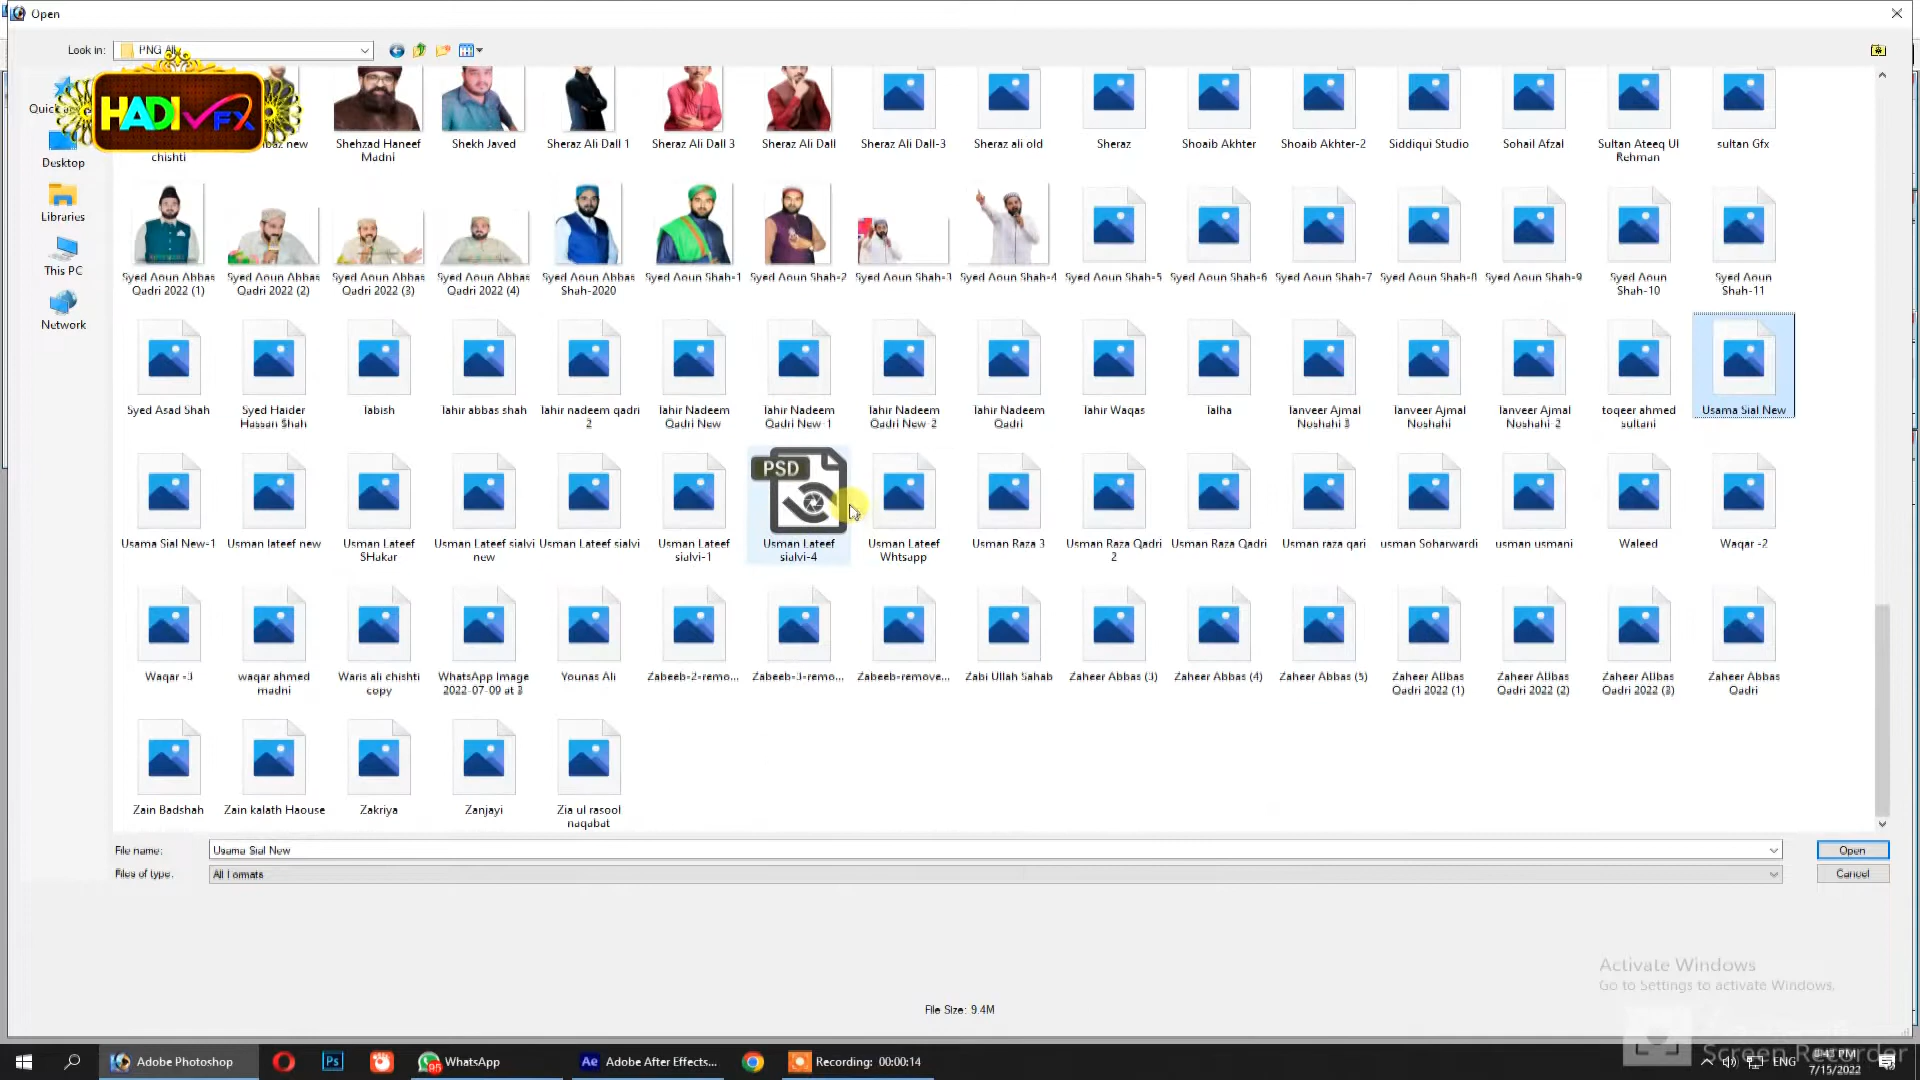 Open
Look in: PNG All
HADI VFX
Quick
Desktop
Libraries
This PC
Network
chishti
new
Shehzad Haneef Madni
Shekh Javed
Sheraz Ali Dall 1
Sheraz Ali Dall 3
Sheraz Ali Dall
Sheraz Ali Dall-3
Sheraz ali old
Sheraz
Shoaib Akhter
Shoaib Akhter-2
Siddiqui Studio
Sohail Afzal
Sultan Ateeq Ul Rehman
sultan Gfx
Syed Aoun Abbas Qadri 2022 (1)
Syed Aoun Abbas Qadri 2022 (2)
Syed Aoun Abbas Qadri 2022 (3)
Syed Aoun Abbas Qadri 2022 (4)
Syed Aoun Abbas Shah-2020
Syed Aoun Shah-1
Syed Aoun Shah-2
Syed Aoun Shah-3
Syed Aoun Shah-4
Syed Aoun Shah-5
Syed Aoun Shah-6
Syed Aoun Shah-7
Syed Aoun Shah-8
Syed Aoun Shah-9
Syed Aoun Shah-10
Syed Aoun Shah-11
Syed Asad Shah
Syed Haider Hassan Shah
Tabish
Tahir abbas shah
Tahir nadeem qadri 2
Tahir Nadeem Qadri New
Tahir Nadeem Qadri New-1
Tahir Nadeem Qadri New-2
Tahir Nadeem Qadri
Tahir Waqas
Talha
Tanveer Ajmal Noshahi 3
Tanveer Ajmal Noshahi
Tanveer Ajmal Noshahi-2
toqeer ahmed sultani
Usama Sial New
Usama Sial New-1
Usman lateef new
Usman Lateef SHakar
Usman Lateef sialvi new
Usman Lateef sialvi
Usman Lateef sialvi-1
PSD
Usman Lateef sialvi-4
Usman Lateef Whtsapp
Usman Raza 3
Usman Raza Qadri 2
Usman Raza Qadri
Usman raza qari
usman Soharwardi
usman usmani
Waleed
Waqar -2
Waqar -3
waqar ahmed madni
Waris ali chishti copy
WhatsApp Image 2022-07-09 at 3
Younas Ali
Zabeeb-2-remo...
Zabeeb-3-remo...
Zabeeb-remove...
Zabi Ullah Sahab
Zaheer Abbas (3)
Zaheer Abbas (4)
Zaheer Abbas (5)
Zaheer Abbas Qadri 2022 (1)
Zaheer Abbas Qadri 2022 (2)
Zaheer Abbas Qadri 2022 (3)
Zaheer Abbas Qadri
Zain Badshah
Zain kalath Haouse
Zakriya
Zanjayi
Zia ul rasool naqabat
File name: Usama Sial New
Open
Files of type: All Formats
Cancel
Activate Windows
Go to Settings to activate Windows.
File Size: 9.4M
Screen Recorder
Adobe Photoshop
Ps
95
WhatsApp
Ae Adobe After Effects...
Recording: 00:00:14
ENG
8:43 PM
7/15/2022